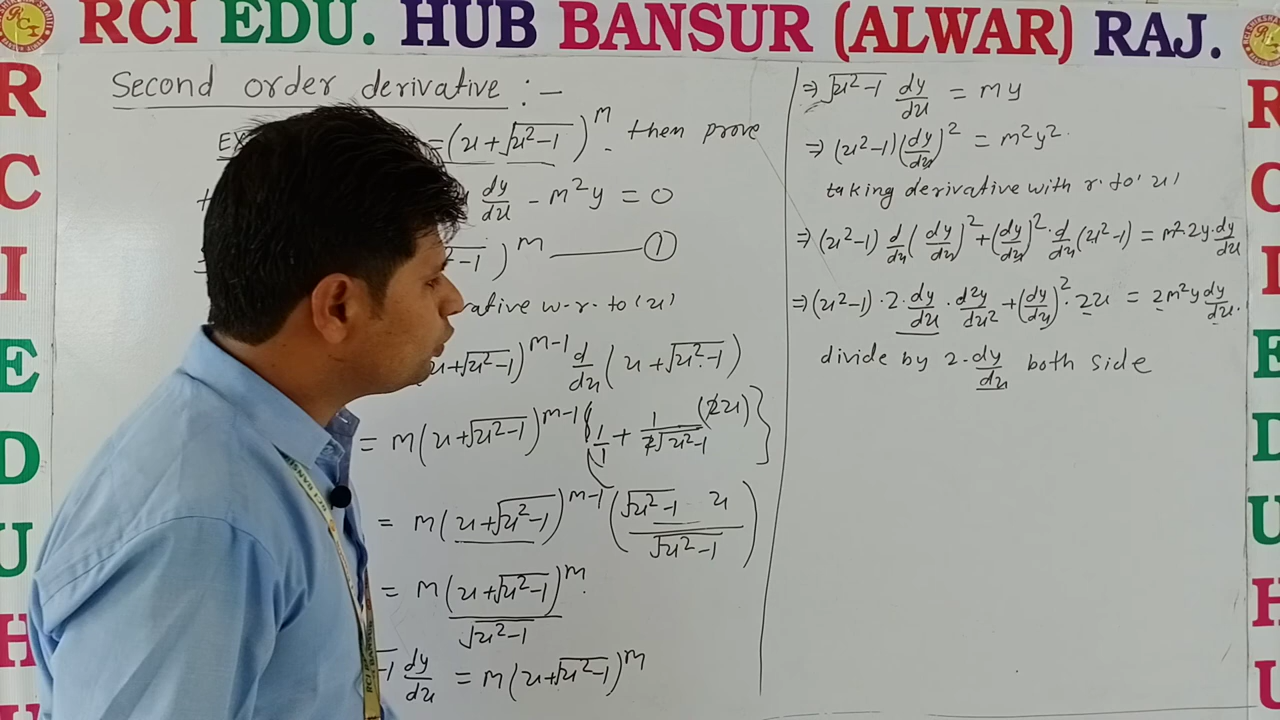 RCI EDU. HUB BANSUR (ALWAR) RAJ.
R
C
I
E
D
U
H
Second order derivative :-
= (x + √x²-1)^m . then prove
dy/dx - m²y = 0
-1)^m ——— ①
w.r.to 'x'
x+√x²-1)^m-1 d/dx (x + √x²-1)
= m(x+√x²-1)^m-1 {1/1 + 1/2√x²-1 (2x)}
= m(x+√x²-1)^m-1 (√x²-1 x / √x²-1)
= m(x+√x²-1)^m / √x²-1
dy/dx = m(x+√x²-1)^m
⇒ √x²-1 dy/dx = my
⇒ (x²-1)(dy/dx)² = m²y².
taking derivative with r.to 'x'
⇒ (x²-1) d/dx (dy/dx)² + (dy/dx)² · d/dx (x²-1) = m²·2y·dy/dx
⇒ (x²-1)·2·dy/dx · d²y/dx² + (dy/dx)²·2x = 2m²y dy/dx.
divide by 2·dy/dx both side
R
C
I
E
D
U
H
U